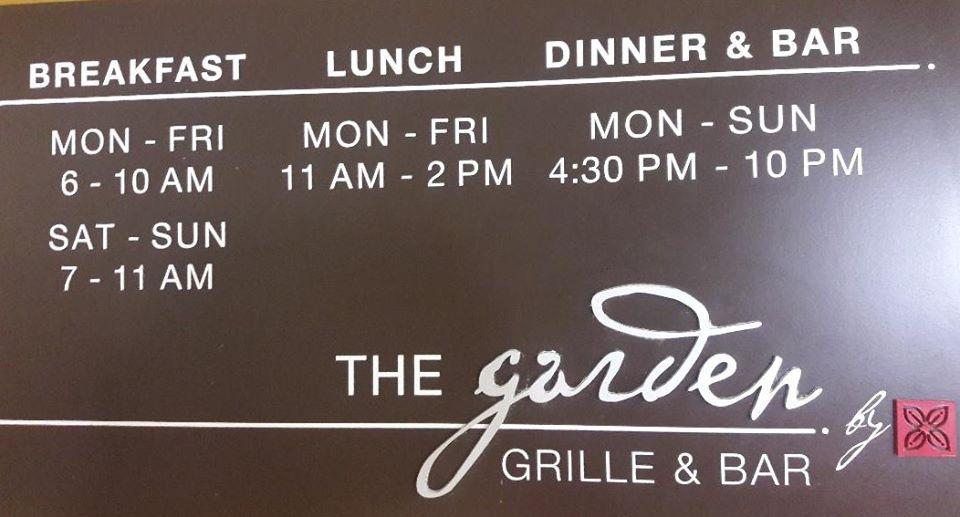 BREAKFAST LUNCH DINNER & BAR
MON - FRI MON - FRI MON - SUN
6 - 10 AM 11 AM - 2 PM 4:30 PM - 10 PM
SAT - SUN
7 - 11 AM
THE garden by
GRILLE & BAR